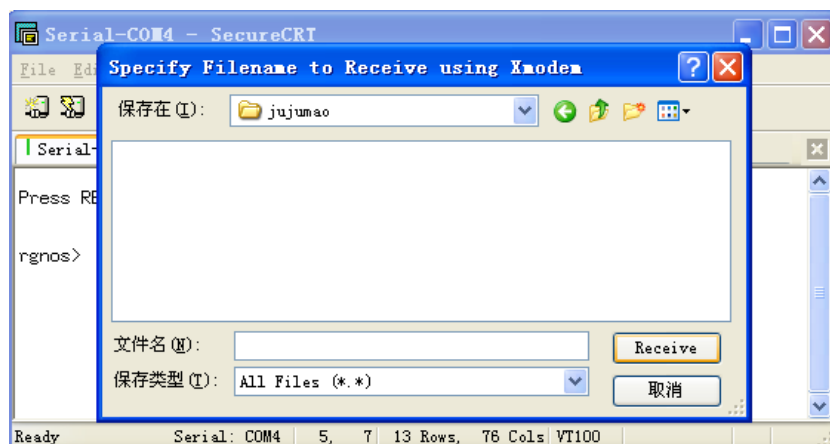 Serial-COM4 - SecureCRT
Specify Filename to Receive using Xmodem
File Edi
保存在(I): jujumao
Serial-
Press RE
rgnos>
文件名(N): Receive
保存类型(T): All Files (*.*) 取消
Ready Serial: COM4 5, 7 13 Rows, 76 Cols VT100